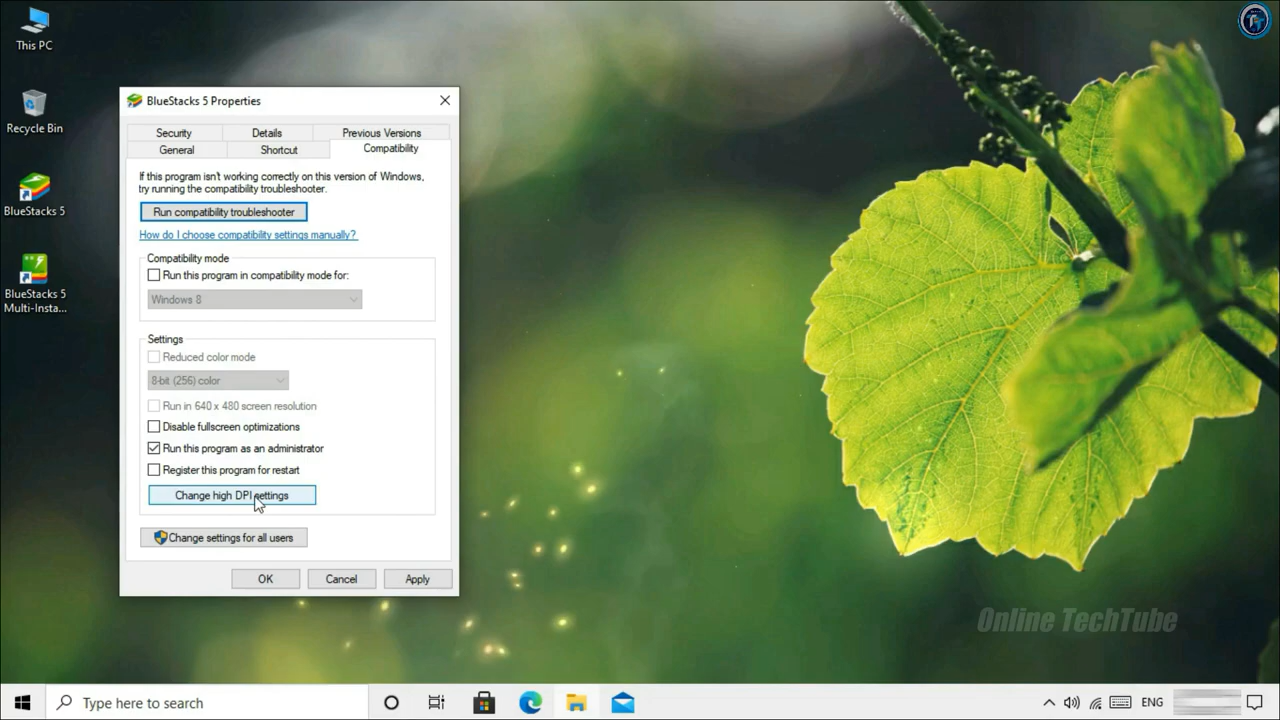 This PC
Recycle Bin
BlueStacks 5
BlueStacks 5
Multi-Insta...
BlueStacks 5 Properties
Security
Details
Previous Versions
General
Shortcut
Compatibility
If this program isn't working correctly on this version of Windows,
try running the compatibility troubleshooter.
Run compatibility troubleshooter
How do I choose compatibility settings manually?
Compatibility mode
Run this program in compatibility mode for:
Windows 8
Settings
Reduced color mode
8-bit (256) color
Run in 640 x 480 screen resolution
Disable fullscreen optimizations
Run this program as an administrator
Register this program for restart
Change high DPI settings
Change settings for all users
OK
Cancel
Apply
Online TechTube
Type here to search
ENG